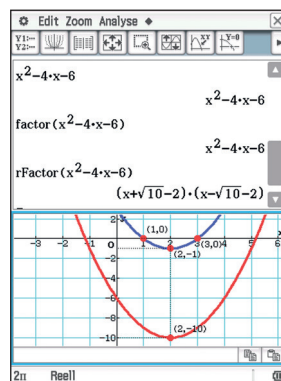 Edit Zoom Analyse
Y1:--
Y2:--
XY
Y=0
x²-4·x-6
x²-4·x-6
factor(x²-4·x-6)
x²-4·x-6
rFactor(x²-4·x-6)
(x+√10-2)·(x-√10-2)
2
x
(1,0)
-3 -2 -1 0 1 2 3 (3,0) 4 5 6
-2
(2,-1)
-4
-6
-8
-10
(2,-10)
2π Reell